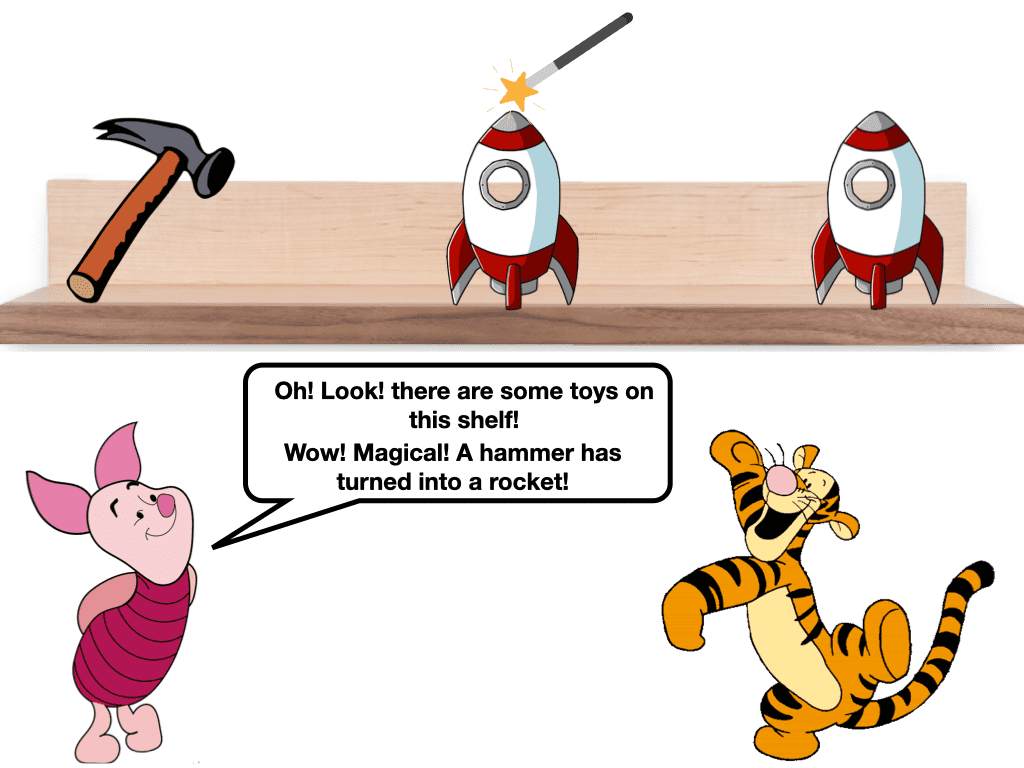 Oh! Look! there are some toys on
this shelf!
Wow! Magical! A hammer has
turned into a rocket!